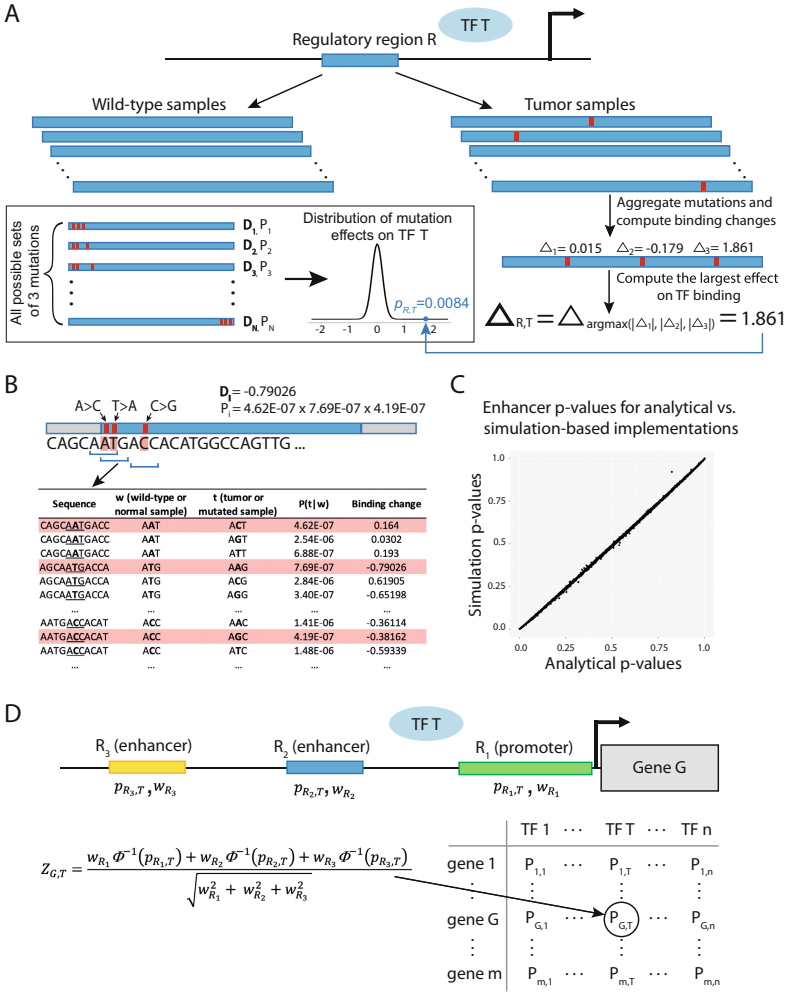 A
TF T
Regulatory region R
Wild-type samples
Tumor samples
Aggregate mutations and
compute binding changes
All possible sets
of 3 mutations
D1, P1
D2, P2
D3, P3
DN, PN
Distribution of mutation
effects on TF T
pR,T=0.0084
-2 -1 0 1 2
△1 = 0.015 △2 = -0.179 △3 = 1.861
Compute the largest effect
on TF binding
△R,T = △argmax(|△1|, |△2|, |△3|) = 1.861
B
A>C T>A C>G
Di = -0.79026
Pi = 4.62E-07 x 7.69E-07 x 4.19E-07
CAGCAATGACCACATGGCCAGTTG ...
Sequence w (wild-type or normal sample) t (tumor or mutated sample) P(t|w) Binding change
CAGCAATGACC AAT ACT 4.62E-07 0.164
CAGCAATGACC AAT AGT 2.54E-06 0.0302
CAGCAATGACC AAT ATT 6.88E-07 0.193
AGCAATGACCA ATG AAG 7.69E-07 -0.79026
AGCAATGACCA ATG ACG 2.84E-06 0.61905
AGCAATGACCA ATG AGG 3.40E-07 -0.65198
... ... ... ... ...
AATGACCACAT ACC AAC 1.41E-06 -0.36114
AATGACCACAT ACC AGC 4.19E-07 -0.38162
AATGACCACAT ACC ATC 1.48E-06 -0.59339
... ... ... ... ...
C
Enhancer p-values for analytical vs.
simulation-based implementations
Simulation p-values
1.0
0.75
0.5
0.25
0.0
0.0 0.25 0.5 0.75 1.0
Analytical p-values
D
TF T
R3 (enhancer) R2 (enhancer) R1 (promoter)
Gene G
pR3,T , wR3 pR2,T , wR2 pR1,T , wR1
ZG,T = (wR1 Φ⁻¹(pR1,T) + wR2 Φ⁻¹(pR2,T) + wR3 Φ⁻¹(pR3,T)) / √(w²R1 + w²R2 + w²R3)
TF 1 ··· TF T ··· TF n
gene 1 P1,1 ··· P1,T ··· P1,n
gene G PG,1 ··· PG,T ··· PG,n
gene m Pm,1 ··· Pm,T ··· Pm,n